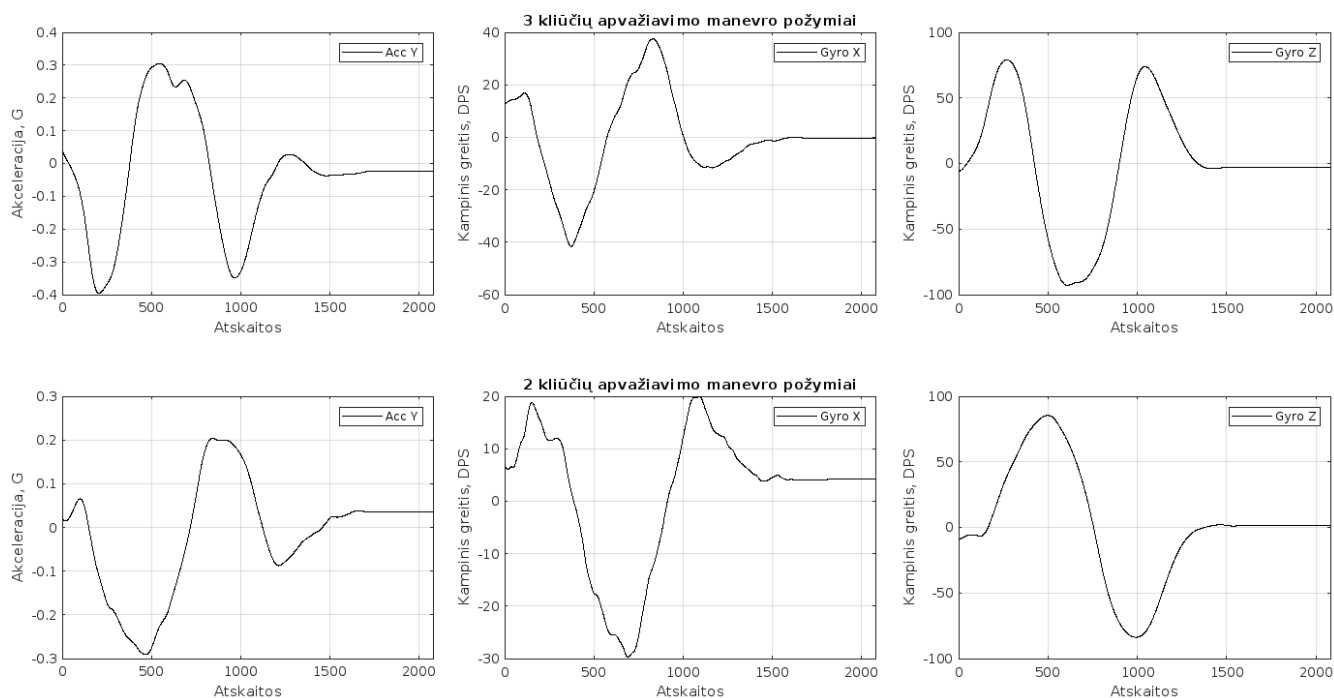 3 kliūčių apvažiavimo manevro požymiai
Akceleracija, G
0.4
0.3
0.2
0.1
0
-0.1
-0.2
-0.3
-0.4
Acc Y
0 500 1000 1500 2000
Atskaitos
Kampinis greitis, DPS
40
20
0
-20
-40
-60
Gyro X
0 500 1000 1500 2000
Atskaitos
Kampinis greitis, DPS
100
50
0
-50
-100
Gyro Z
0 500 1000 1500 2000
Atskaitos
2 kliūčių apvažiavimo manevro požymiai
Akceleracija, G
0.3
0.2
0.1
0
-0.1
-0.2
-0.3
Acc Y
0 500 1000 1500 2000
Atskaitos
Kampinis greitis, DPS
20
10
0
-10
-20
-30
Gyro X
0 500 1000 1500 2000
Atskaitos
Kampinis greitis, DPS
100
50
0
-50
-100
Gyro Z
0 500 1000 1500 2000
Atskaitos